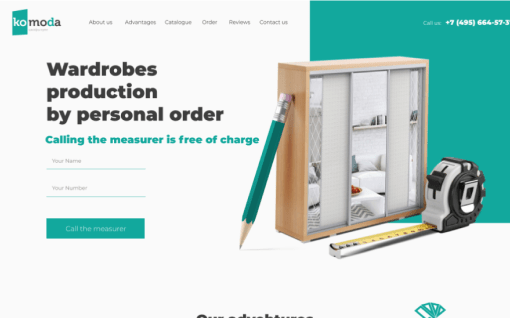 komoda
About us Advantages Catalogue Order Reviews Contact us
Call us: +7 (495) 664-57-3
Wardrobes
production
by personal order
Calling the measurer is free of charge
Your Name
Your Number
Call the measurer